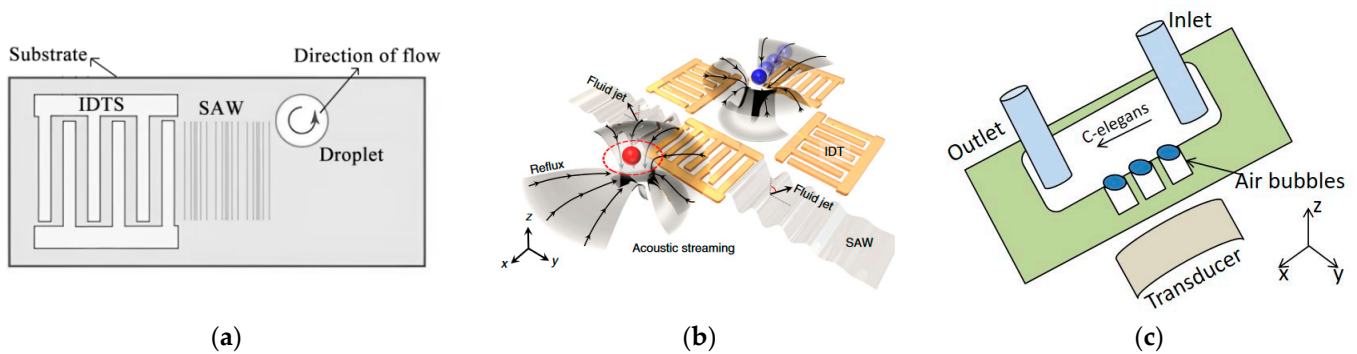 Substrate
Direction of flow
IDTS
SAW
Droplet
(a)
Fluid jet
Reflux
IDT
Fluid jet
SAW
Acoustic streaming
z
x
y
(b)
Inlet
Outlet
C-elegans
Air bubbles
Transducer
z
x
y
(c)